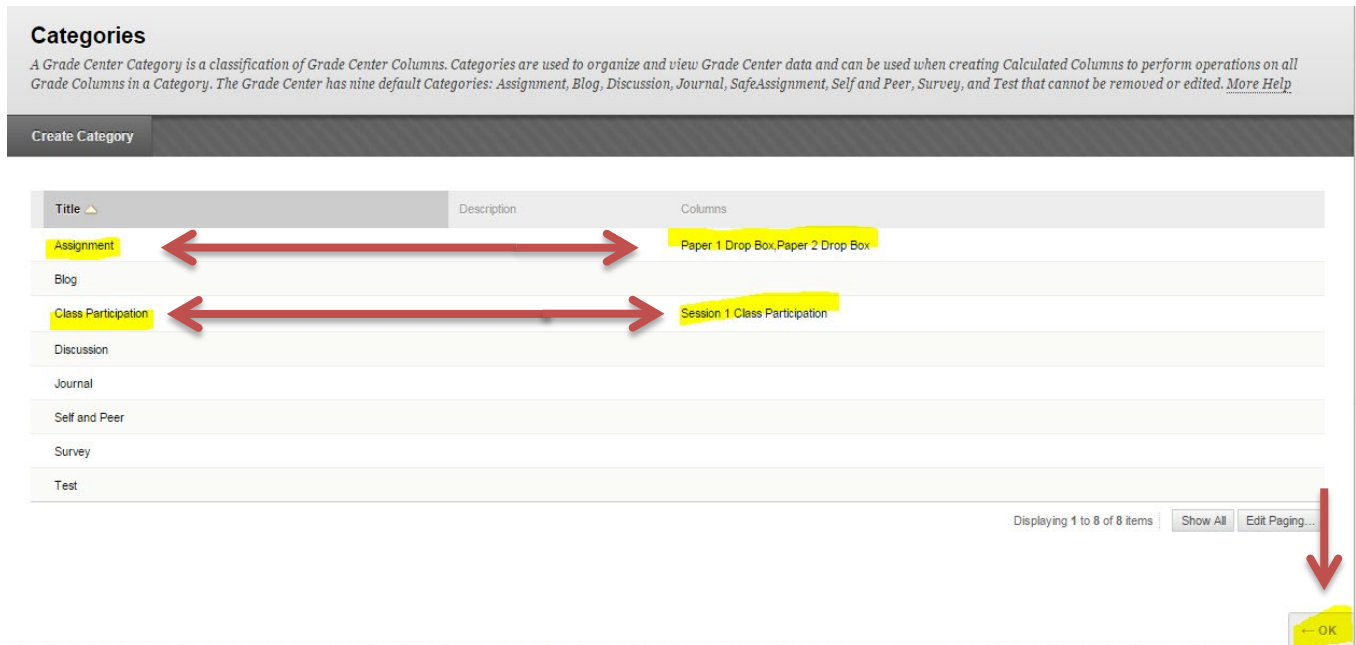 Categories
A Grade Center Category is a classification of Grade Center Columns. Categories are used to organize and view Grade Center data and can be used when creating Calculated Columns to perform operations on all
Grade Columns in a Category. The Grade Center has nine default Categories: Assignment, Blog, Discussion, Journal, SafeAssignment, Self and Peer, Survey, and Test that cannot be removed or edited. More Help
Create Category
Title Description Columns
Assignment Paper 1 Drop Box,Paper 2 Drop Box
Blog
Class Participation Session 1 Class Participation
Discussion
Journal
Self and Peer
Survey
Test
Displaying 1 to 8 of 8 items Show All Edit Paging...
← OK